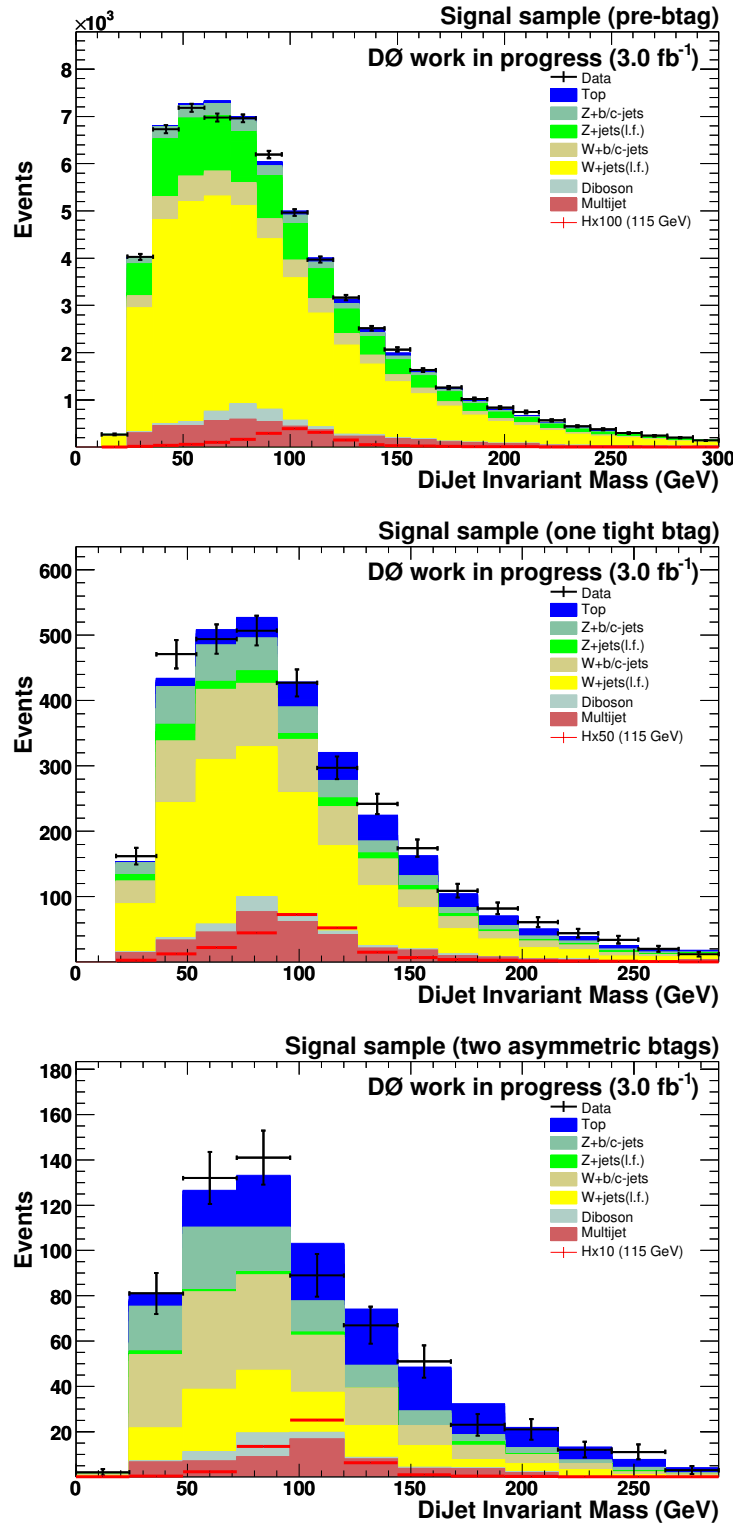 Signal sample (pre-btag)
×10³
DØ work in progress (3.0 fb⁻¹)
Data
Top
Z+b/c-jets
Z+jets(l.f.)
W+b/c-jets
W+jets(l.f.)
Diboson
Multijet
Hx100 (115 GeV)
Events
8
7
6
5
4
3
2
1
0 50 100 150 200 250 300
DiJet Invariant Mass (GeV)
Signal sample (one tight btag)
DØ work in progress (3.0 fb⁻¹)
Data
Top
Z+b/c-jets
Z+jets(l.f.)
W+b/c-jets
W+jets(l.f.)
Diboson
Multijet
Hx50 (115 GeV)
Events
600
500
400
300
200
100
0 50 100 150 200 250
DiJet Invariant Mass (GeV)
Signal sample (two asymmetric btags)
DØ work in progress (3.0 fb⁻¹)
Data
Top
Z+b/c-jets
Z+jets(l.f.)
W+b/c-jets
W+jets(l.f.)
Diboson
Multijet
Hx10 (115 GeV)
Events
180
160
140
120
100
80
60
40
20
0 50 100 150 200 250
DiJet Invariant Mass (GeV)